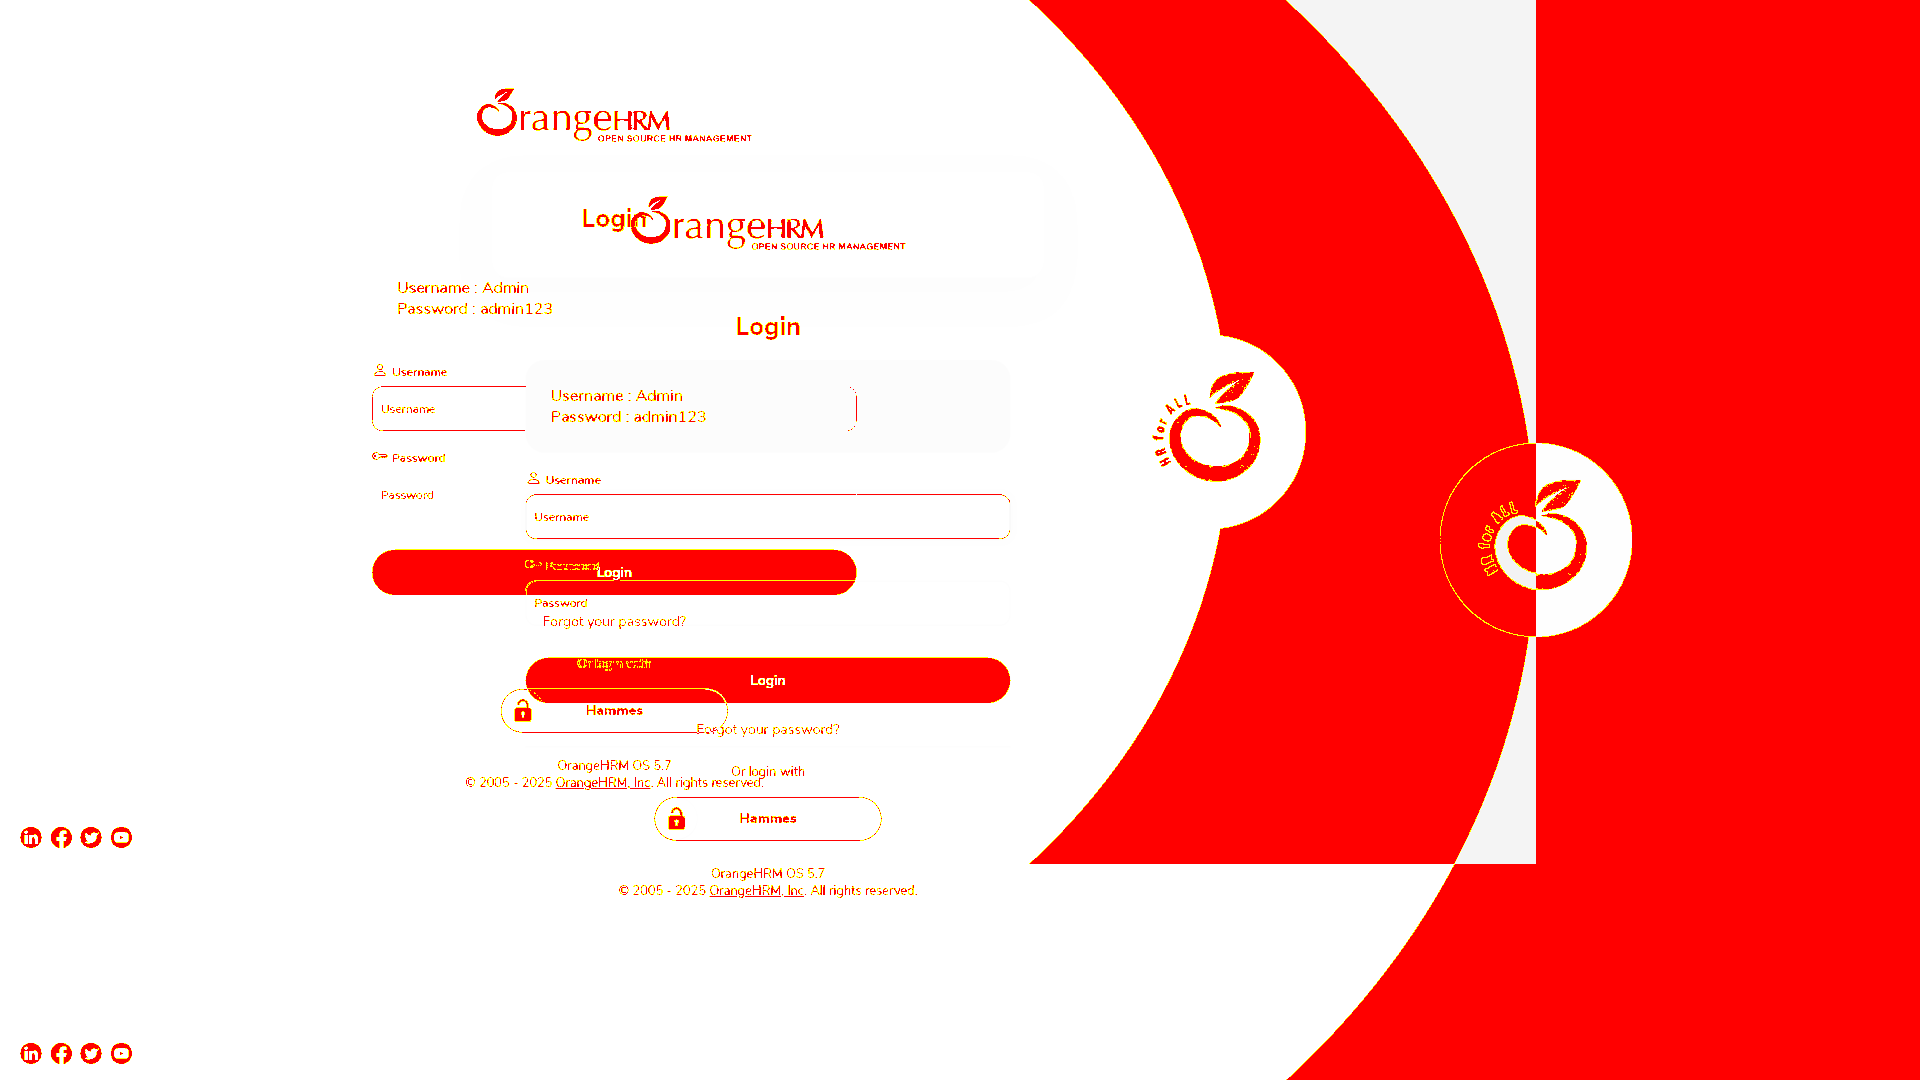 OrangeHRM
OPEN SOURCE HR MANAGEMENT
Login
OrangeHRM
OPEN SOURCE HR MANAGEMENT
Username : Admin
Password : admin123
Login
Username
Username
Username : Admin
Password : admin123
HR for ALL
Password
Password
Username
Username
HR for ALL
Login
Password
Password
Forgot your password?
Or login with
Login
Hammes
Forgot your password?
OrangeHRM OS 5.7
© 2005 - 2025 OrangeHRM, Inc. All rights reserved.
Or login with
Hammes
in
OrangeHRM OS 5.7
© 2005 - 2025 OrangeHRM, Inc. All rights reserved.
in